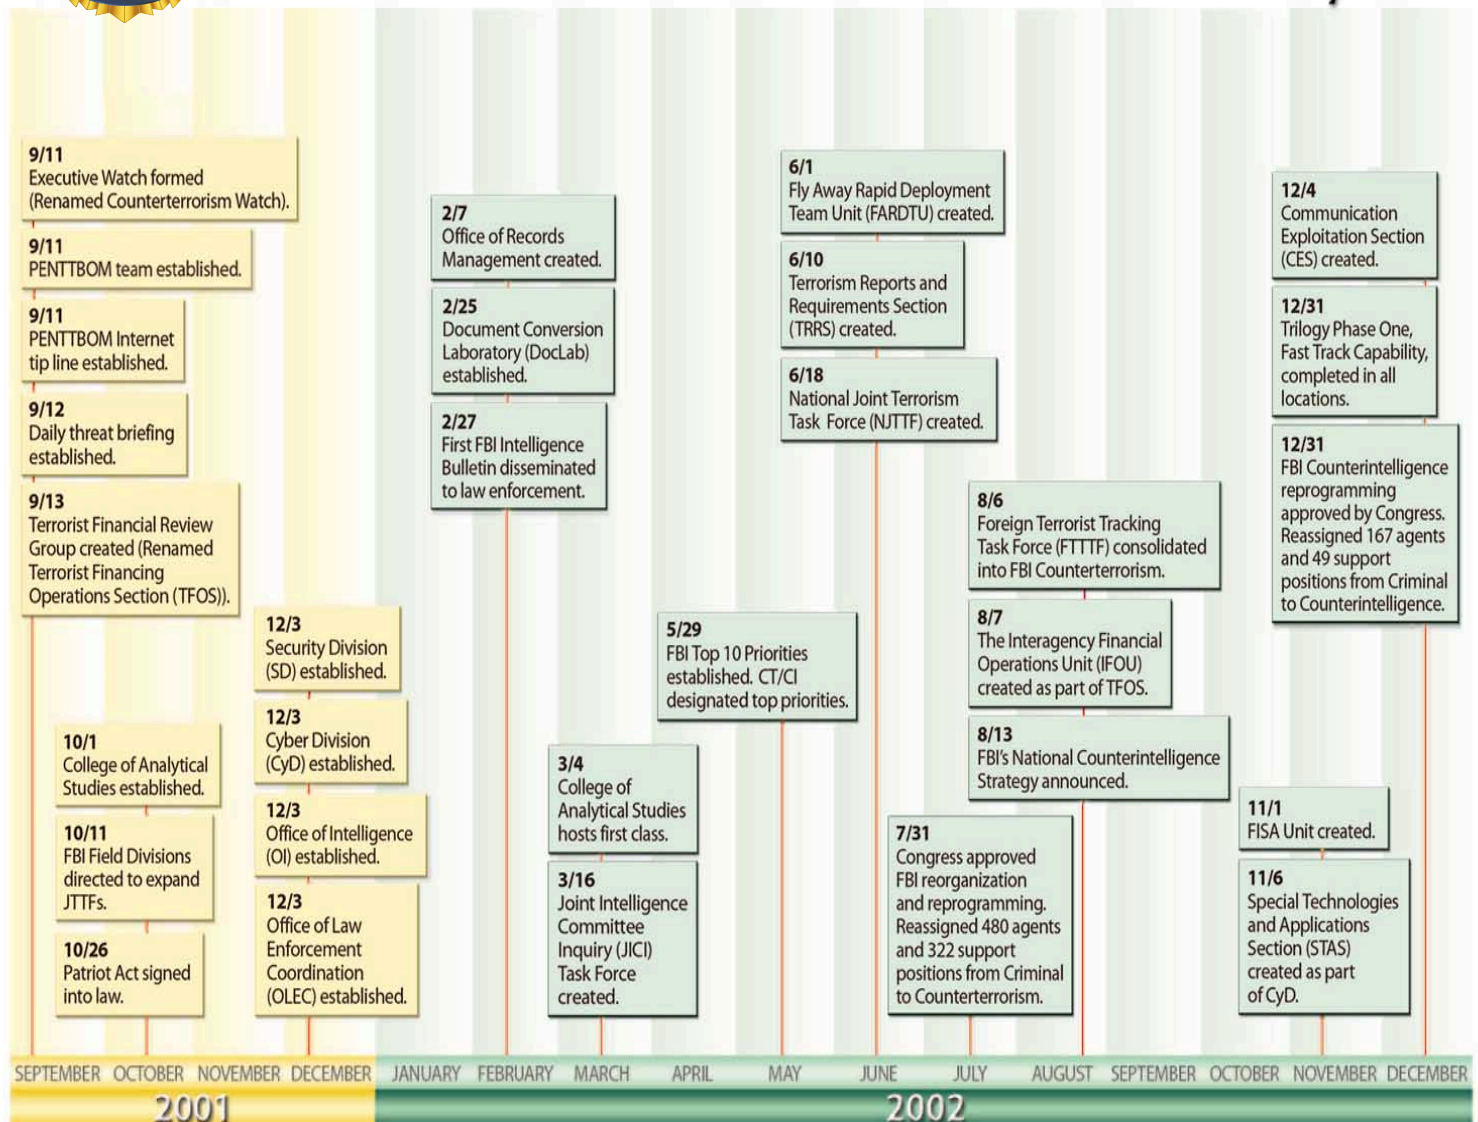 9/11
Executive Watch formed
(Renamed Counterterrorism Watch).
9/11
PENTTBOM team established.
9/11
PENTTBOM Internet
tip line established.
9/12
Daily threat briefing
established.
9/13
Terrorist Financial Review
Group created (Renamed
Terrorist Financing
Operations Section (TFOS)).
10/1
College of Analytical
Studies established.
10/11
FBI Field Divisions
directed to expand
JTTFs.
10/26
Patriot Act signed
into law.
12/3
Security Division
(SD) established.
12/3
Cyber Division
(CyD) established.
12/3
Office of Intelligence
(OI) established.
12/3
Office of Law
Enforcement
Coordination
(OLEC) established.
2/7
Office of Records
Management created.
2/25
Document Conversion
Laboratory (DocLab)
established.
2/27
First FBI Intelligence
Bulletin disseminated
to law enforcement.
3/4
College of
Analytical Studies
hosts first class.
3/16
Joint Intelligence
Committee
Inquiry (JICI)
Task Force
created.
5/29
FBI Top 10 Priorities
established. CT/CI
designated top priorities.
6/1
Fly Away Rapid Deployment
Team Unit (FARDTU) created.
6/10
Terrorism Reports and
Requirements Section
(TRRS) created.
6/18
National Joint Terrorism
Task Force (NJTTF) created.
7/31
Congress approved
FBI reorganization
and reprogramming.
Reassigned 480 agents
and 322 support
positions from Criminal
to Counterterrorism.
8/6
Foreign Terrorist Tracking
Task Force (FTTTF) consolidated
into FBI Counterterrorism.
8/7
The Interagency Financial
Operations Unit (IFOU)
created as part of TFOS.
8/13
FBI's National Counterintelligence
Strategy announced.
11/1
FISA Unit created.
11/6
Special Technologies
and Applications
Section (STAS)
created as part
of CyD.
12/4
Communication
Exploitation Section
(CES) created.
12/31
Trilogy Phase One,
Fast Track Capability,
completed in all
locations.
12/31
FBI Counterintelligence
reprogramming
approved by Congress.
Reassigned 167 agents
and 49 support
positions from Criminal
to Counterintelligence.
SEPTEMBER OCTOBER NOVEMBER DECEMBER JANUARY FEBRUARY MARCH APRIL MAY JUNE JULY AUGUST SEPTEMBER OCTOBER NOVEMBER DECEMBER
2001 2002